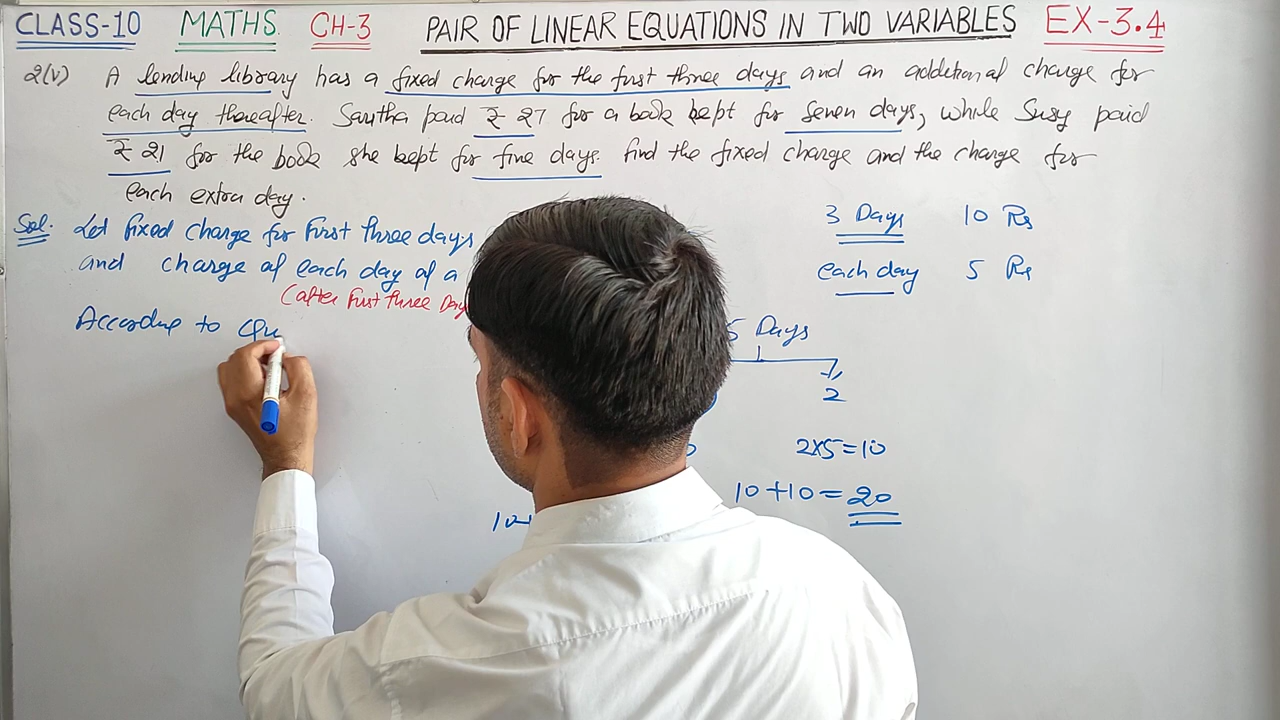 CLASS-10 MATHS CH-3 PAIR OF LINEAR EQUATIONS IN TWO VARIABLES EX-3.4
2(v) A lending library has a fixed charge for the first three days and an additional charge for
each day thereafter. Saritha paid ₹ 27 for a book kept for seven days, while Susy paid
₹ 21 for the book she kept for five days. find the fixed charge and the charge for
each extra day.
Sol. Let fixed charge for first three days
and charge of each day of a
(after first three Day
According to Qu
3 Days 10 Rs
each day 5 Rs
5 Days
2
2×5=10
10+10=20
10+